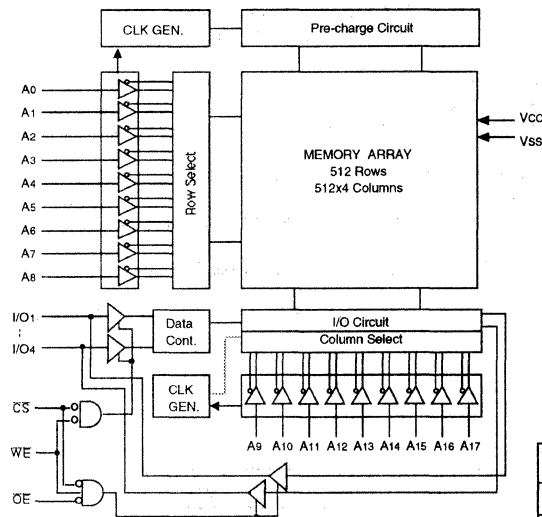 CLK GEN.
Pre-charge Circuit
A0
A1
A2
A3
A4
A5
A6
A7
A8
Row Select
MEMORY ARRAY
512 Rows
512x4 Columns
Vcc
Vss
I/O1
I/O4
Data
Cont.
I/O Circuit
Column Select
CLK
GEN.
A9 A10 A11 A12 A13 A14 A15 A16 A17
CS
WE
OE